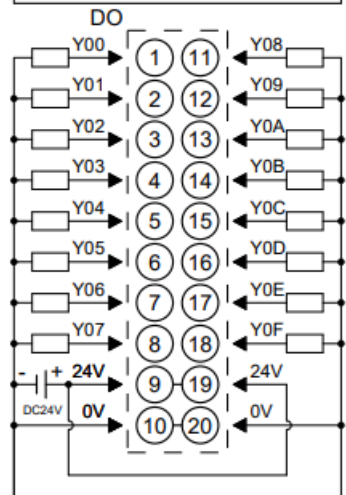 DO
Y00 1 11 Y08
Y01 2 12 Y09
Y02 3 13 Y0A
Y03 4 14 Y0B
Y04 5 15 Y0C
Y05 6 16 Y0D
Y06 7 17 Y0E
Y07 8 18 Y0F
- + 24V 9 19 24V
DC24V 0V 10 20 0V